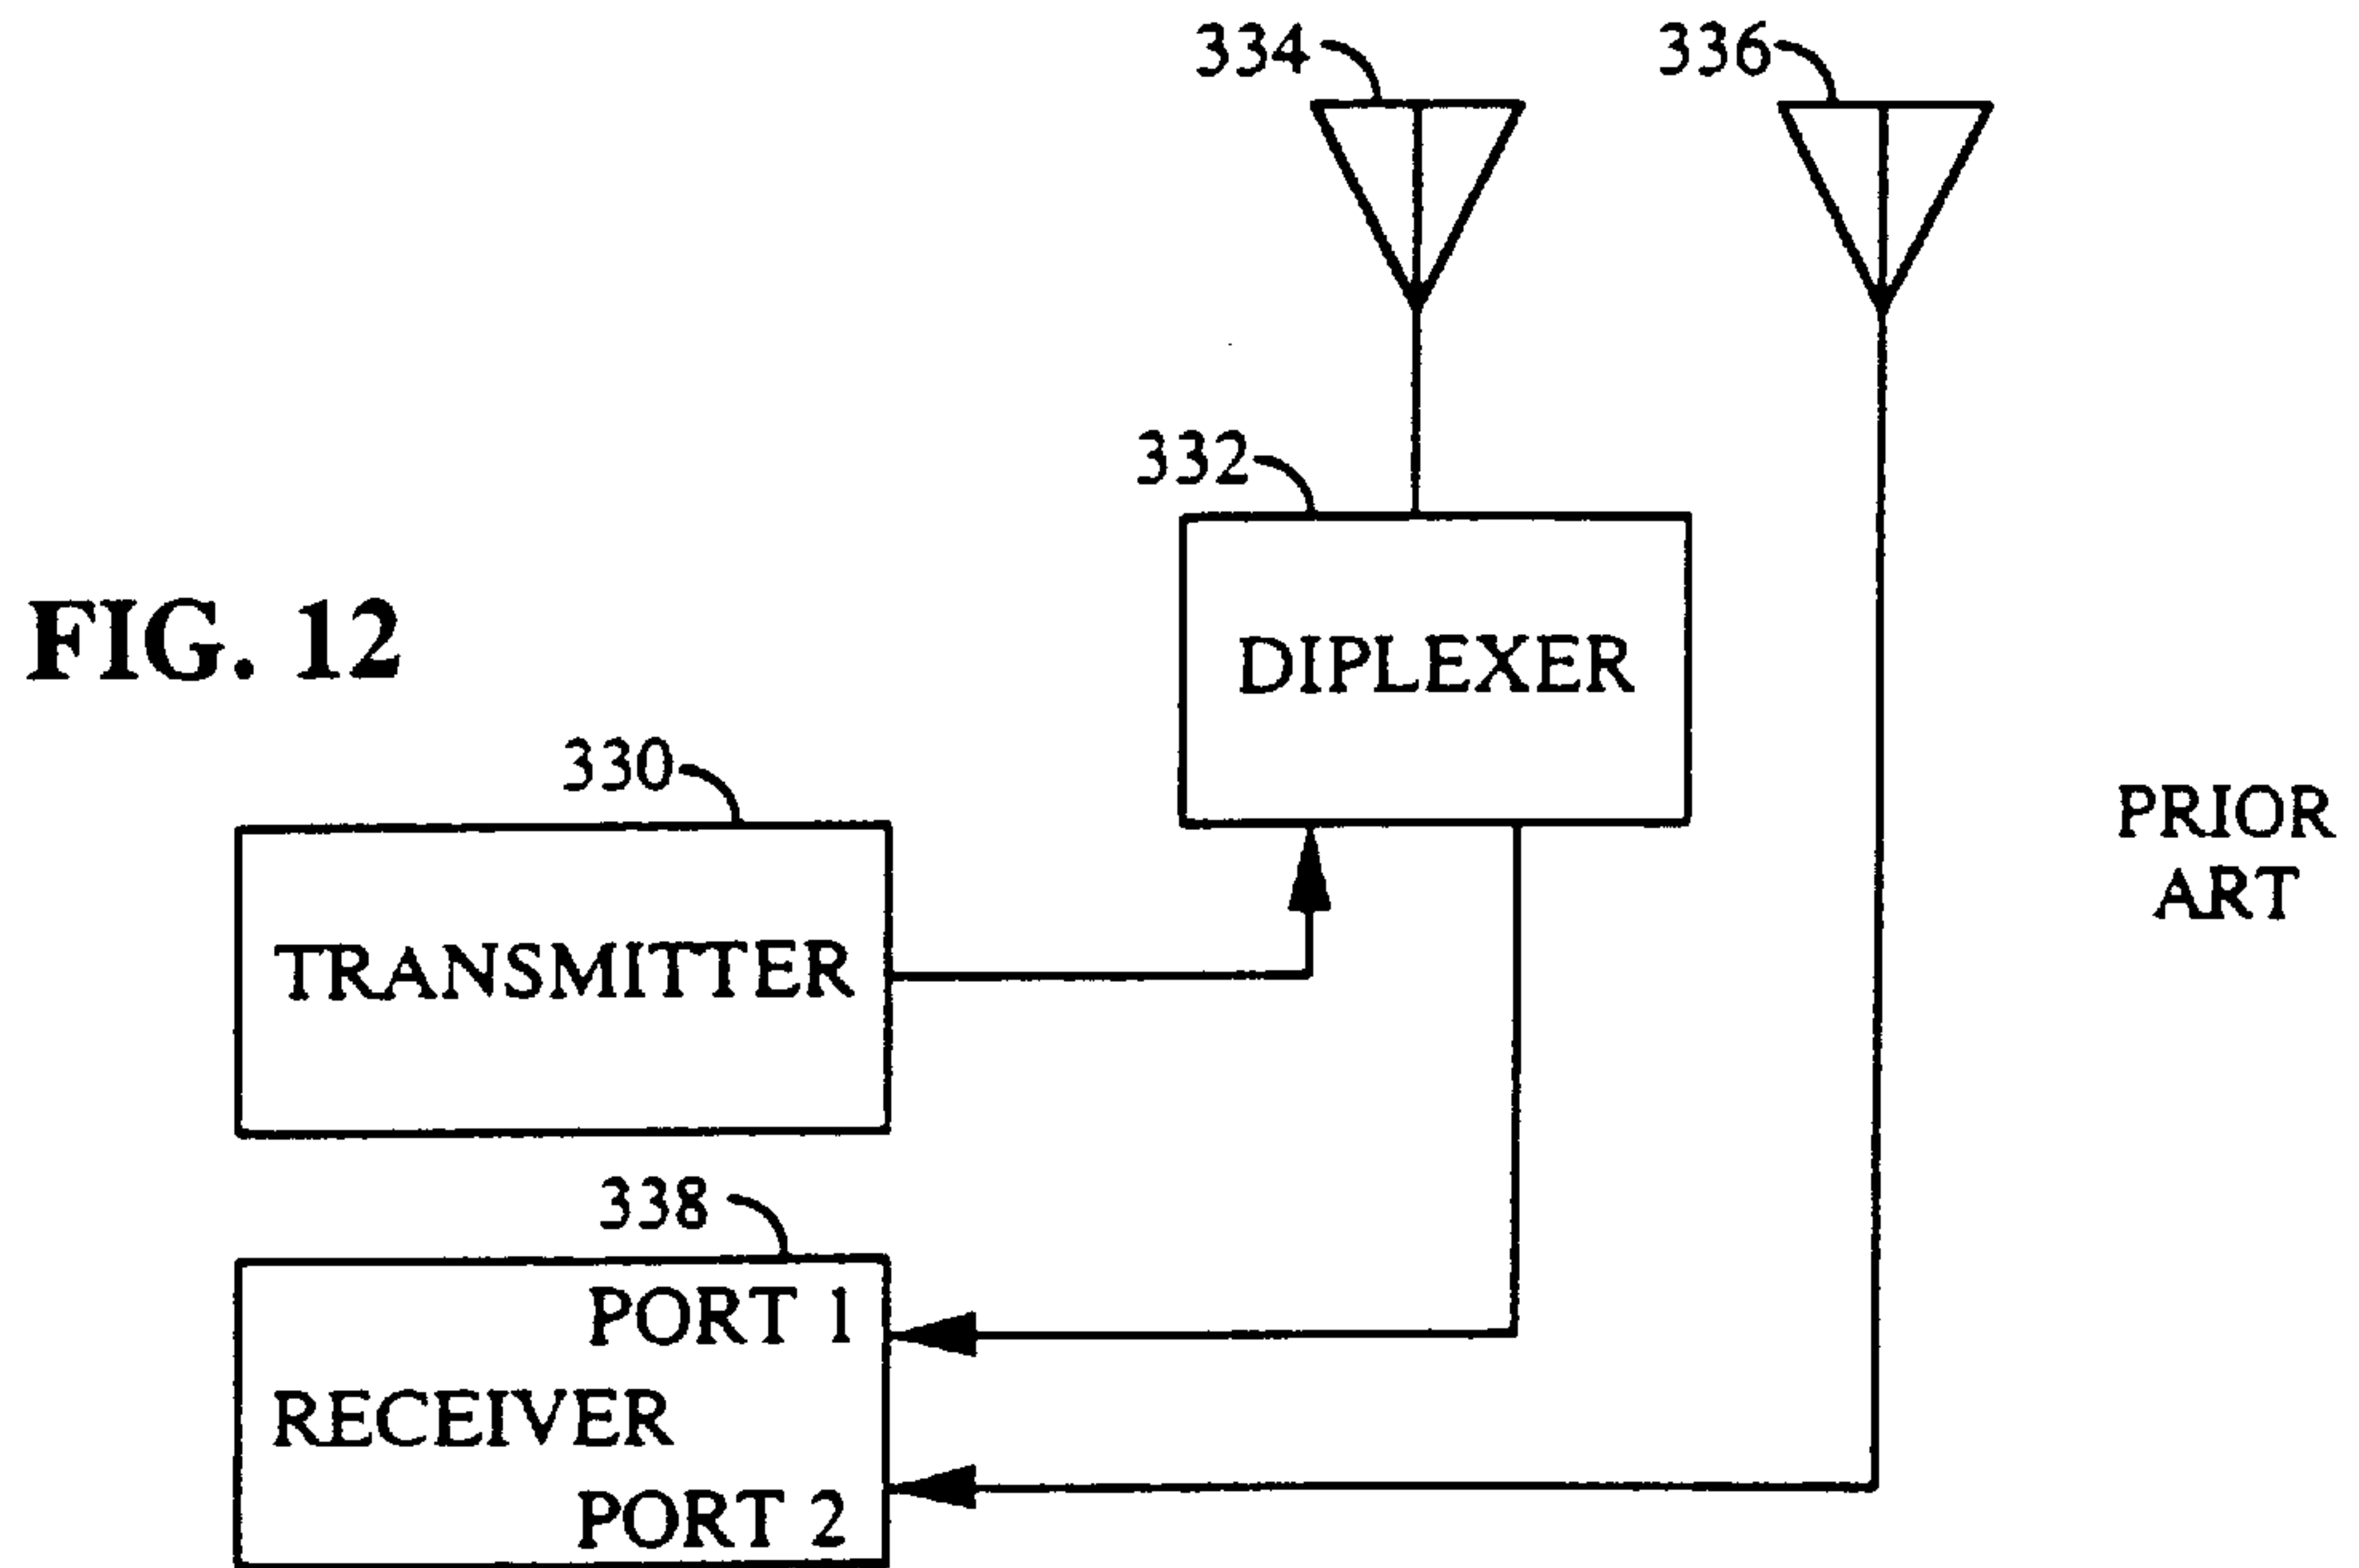 334
336
332
DIPLEXER
FIG. 12
330
TRANSMITTER
PRIOR
ART
338
PORT 1
RECEIVER
PORT 2